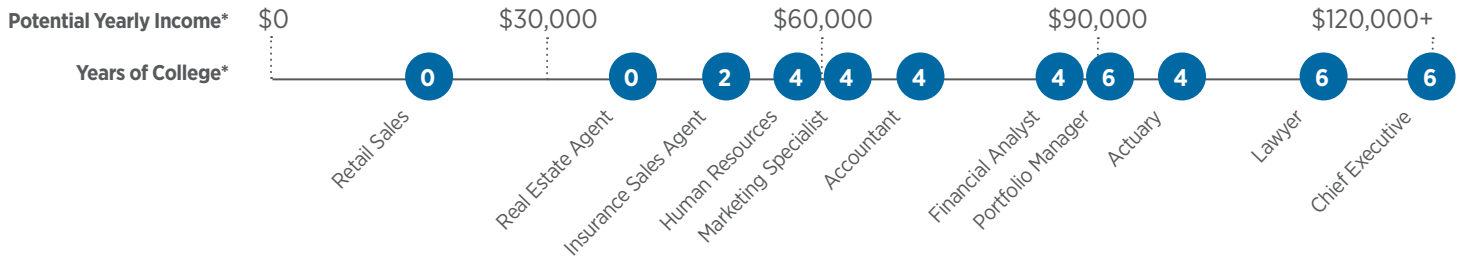 Potential Yearly Income* $0 $30,000 $60,000 $90,000 $120,000+
Years of College* 0 0 2 4 4 4 4 6 4 6 6
Retail Sales
Real Estate Agent
Insurance Sales Agent
Human Resources
Marketing Specialist
Accountant
Financial Analyst
Portfolio Manager
Actuary
Lawyer
Chief Executive